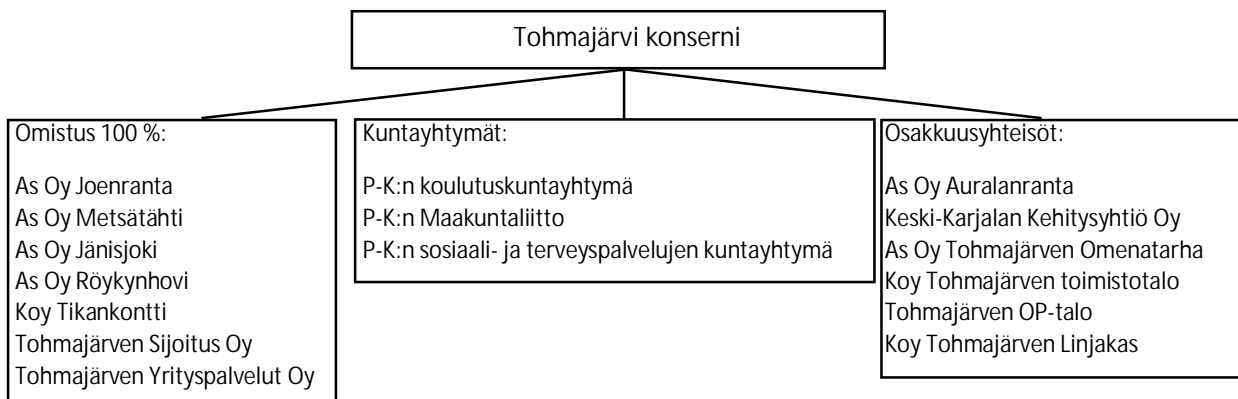 Tohmajärvi konserni
Omistus 100 %:
As Oy Joenranta
As Oy Metsätähti
As Oy Jänisjoki
As Oy Röykynhovi
Koy Tikankontti
Tohmajärven Sijoitus Oy
Tohmajärven Yrityspalvelut Oy
Kuntayhtymät:
P-K:n koulutuskuntayhtymä
P-K:n Maakuntaliitto
P-K:n sosiaali- ja terveyspalvelujen kuntayhtymä
Osakkuusyhteisöt:
As Oy Auralanranta
Keski-Karjalan Kehitysyhtiö Oy
As Oy Tohmajärven Omenatarha
Koy Tohmajärven toimistotalo
Tohmajärven OP-talo
Koy Tohmajärven Linjakas